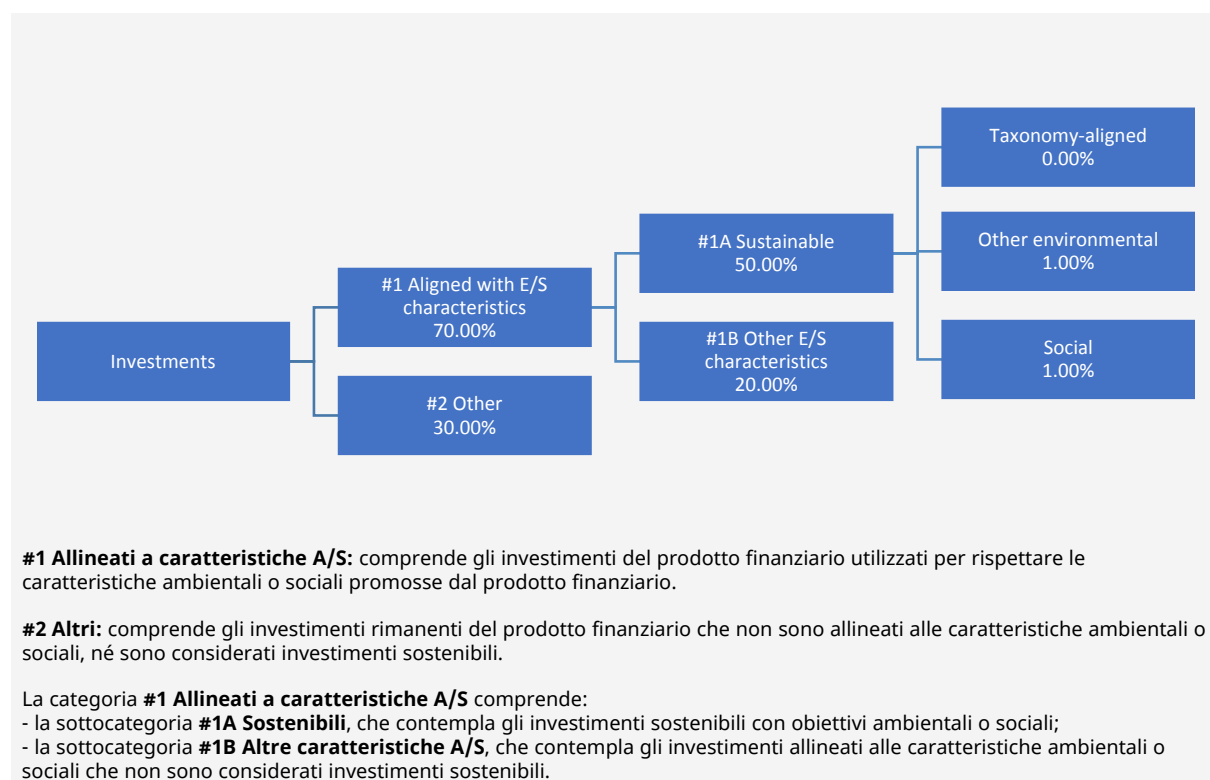 Taxonomy-aligned
0.00%
#1A Sustainable
50.00%
Other environmental
1.00%
#1 Aligned with E/S
characteristics
70.00%
Investments
#1B Other E/S
characteristics
20.00%
Social
1.00%
#2 Other
30.00%
#1 Allineati a caratteristiche A/S: comprende gli investimenti del prodotto finanziario utilizzati per rispettare le
caratteristiche ambientali o sociali promosse dal prodotto finanziario.
#2 Altri: comprende gli investimenti rimanenti del prodotto finanziario che non sono allineati alle caratteristiche ambientali o
sociali, né sono considerati investimenti sostenibili.
La categoria #1 Allineati a caratteristiche A/S comprende:
- la sottocategoria #1A Sostenibili, che contempla gli investimenti sostenibili con obiettivi ambientali o sociali;
- la sottocategoria #1B Altre caratteristiche A/S, che contempla gli investimenti allineati alle caratteristiche ambientali o
sociali che non sono considerati investimenti sostenibili.